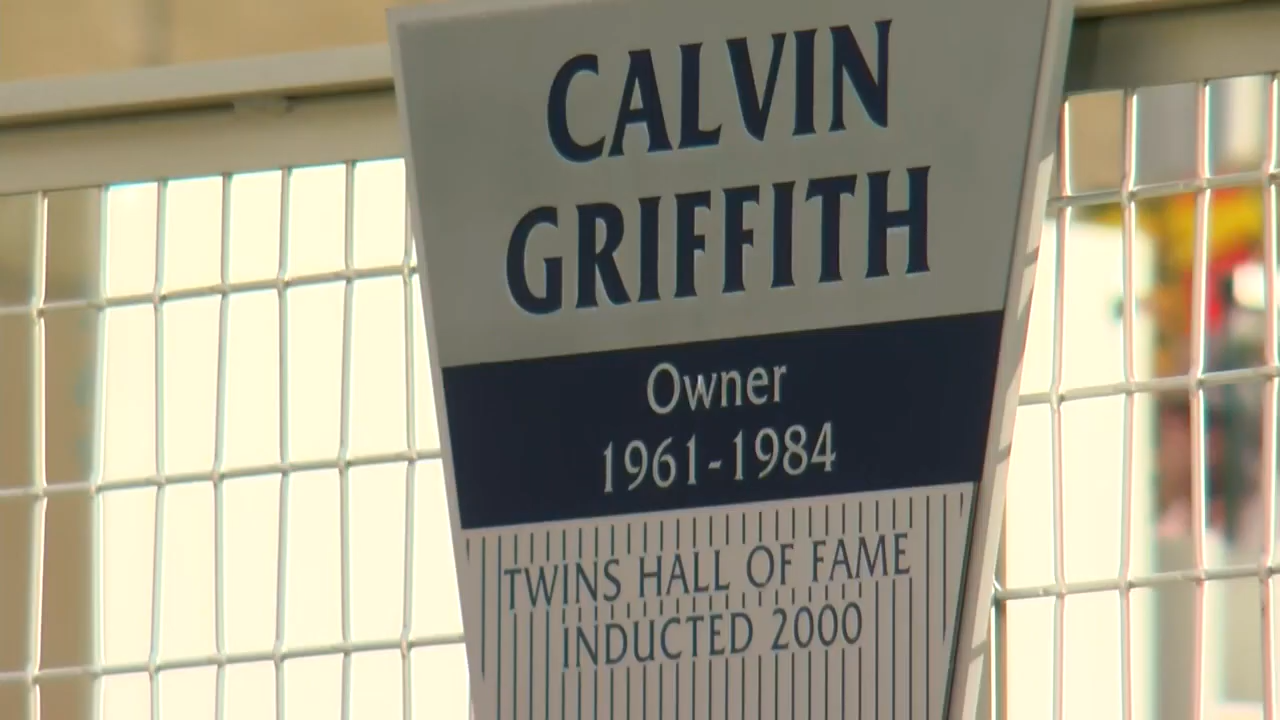 CALVIN
GRIFFITH
Owner
1961-1984
TWINS HALL OF FAME
INDUCTED 2000